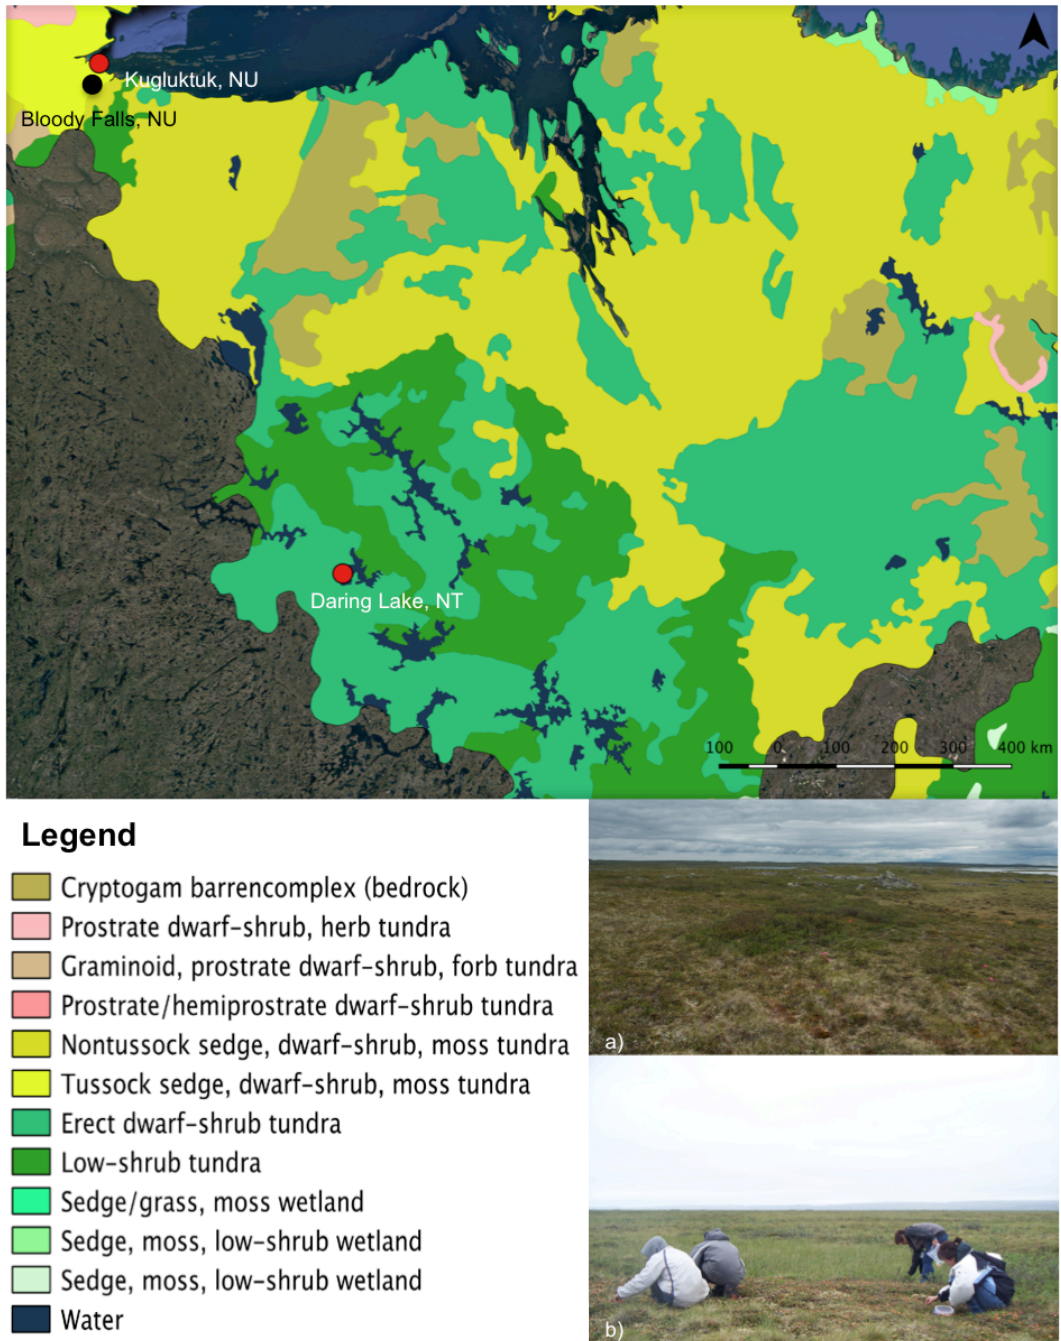 Kugluktuk, NU
Bloody Falls, NU
Daring Lake, NT
100 0 100 200 300 400 km
Legend
Cryptogam barrencomplex (bedrock)
Prostrate dwarf-shrub, herb tundra
Graminoid, prostrate dwarf-shrub, forb tundra
Prostrate/hemiprostrate dwarf-shrub tundra
Nontussock sedge, dwarf-shrub, moss tundra
Tussock sedge, dwarf-shrub, moss tundra
Erect dwarf-shrub tundra
Low-shrub tundra
Sedge/grass, moss wetland
Sedge, moss, low-shrub wetland
Sedge, moss, low-shrub wetland
Water
a)
b)